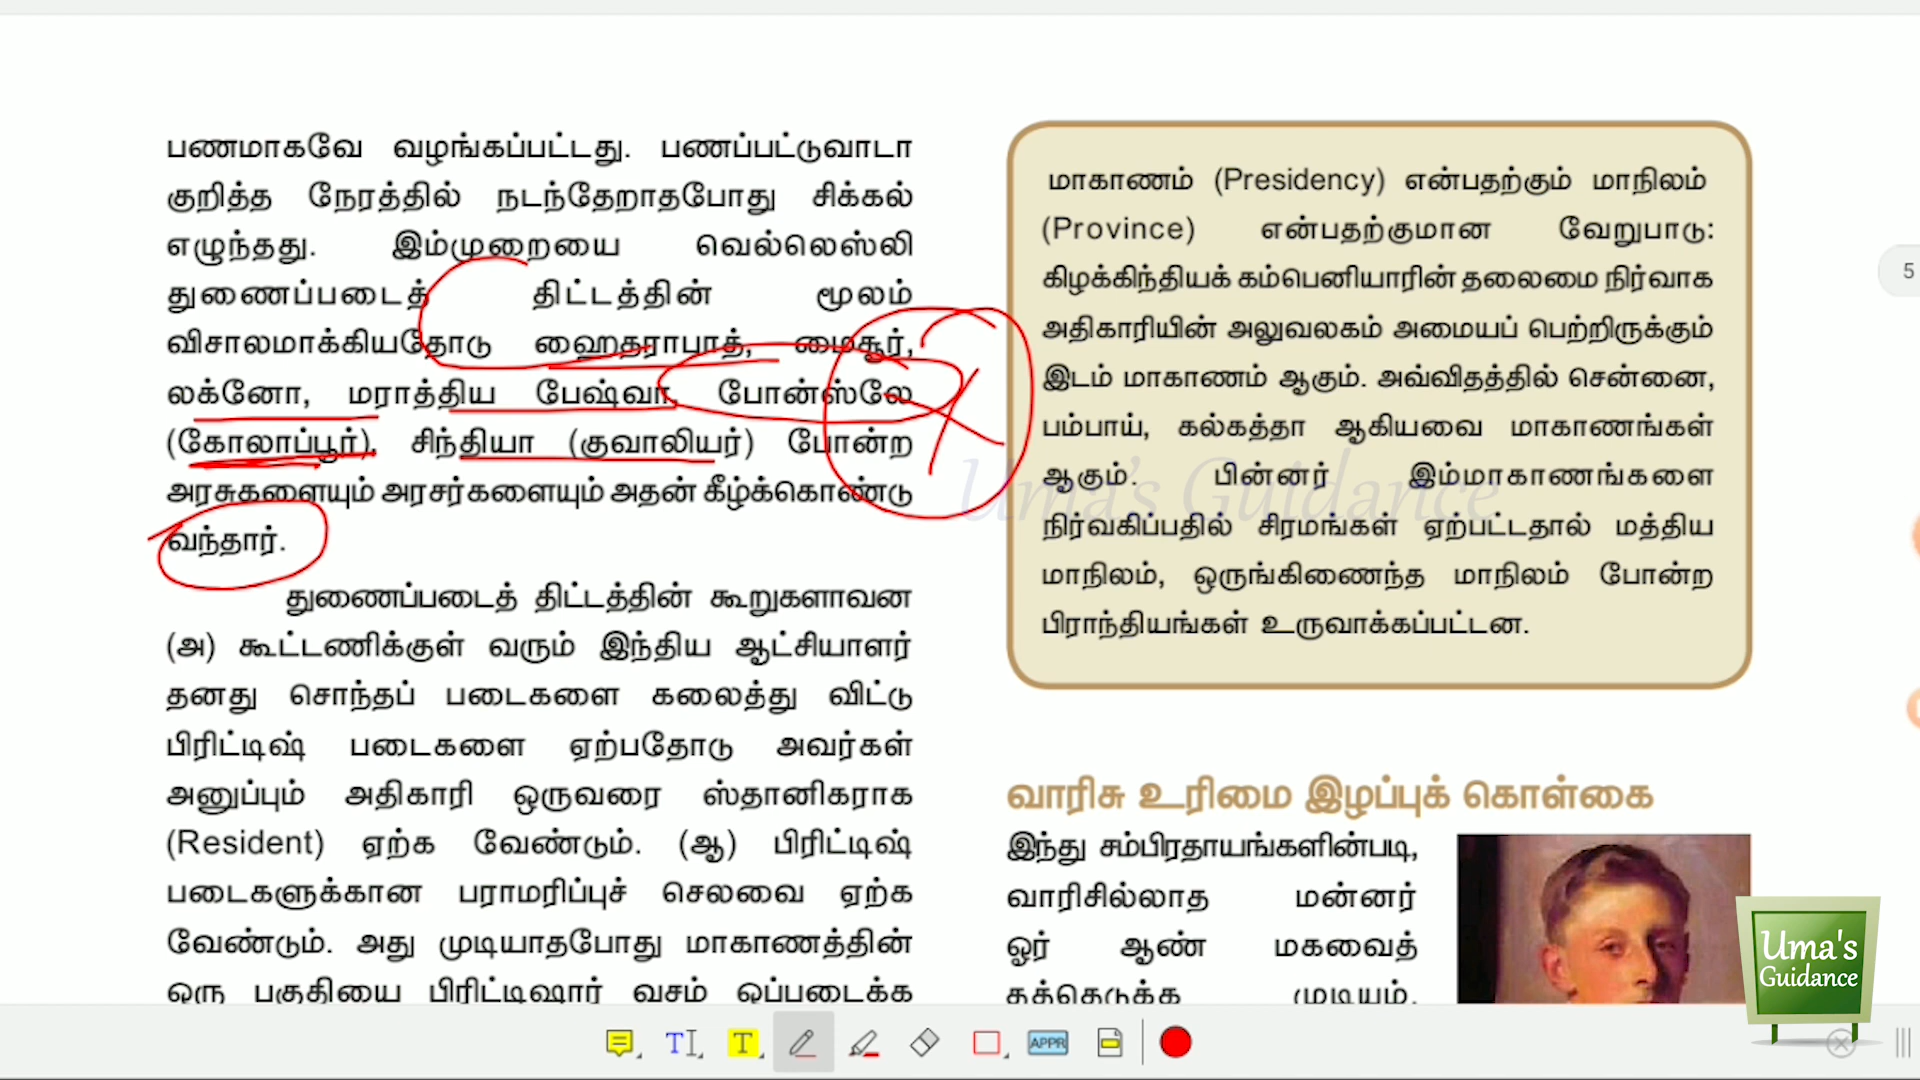 பணமாகவே வழங்கப்பட்டது. பணப்பட்டுவாடா
குறித்த நேரத்தில் நடந்தேறாதபோது சிக்கல்
எழுந்தது. இம்முறையை வெல்லெஸ்லி
துணைப்படைத் திட்டத்தின் மூலம்
விசாலமாக்கியதோடு ஹைதராபாத், மைசூர்,
லக்னோ, மராத்திய பேஷ்வா, போன்ஸ்லே
(கோலாப்பூர்), சிந்தியா (குவாலியர்) போன்ற
அரசுகளையும் அரசர்களையும் அதன் கீழ்க்கொண்டு
வந்தார்.
துணைப்படைத் திட்டத்தின் கூறுகளாவன
(அ) கூட்டணிக்குள் வரும் இந்திய ஆட்சியாளர்
தனது சொந்தப் படைகளை கலைத்து விட்டு
பிரிட்டிஷ் படைகளை ஏற்பதோடு அவர்கள்
அனுப்பும் அதிகாரி ஒருவரை ஸ்தானிகராக
(Resident) ஏற்க வேண்டும். (ஆ) பிரிட்டிஷ்
படைகளுக்கான பராமரிப்புச் செலவை ஏற்க
வேண்டும். அது முடியாதபோது மாகாணத்தின்
ஒரு பகுதியை பிரிட்டிஷார் வசம் ஒப்படைக்க
மாகாணம் (Presidency) என்பதற்கும் மாநிலம்
(Province) என்பதற்குமான வேறுபாடு:
கிழக்கிந்தியக் கம்பெனியாரின் தலைமை நிர்வாக
அதிகாரியின் அலுவலகம் அமையப் பெற்றிருக்கும்
இடம் மாகாணம் ஆகும். அவ்விதத்தில் சென்னை,
பம்பாய், கல்கத்தா ஆகியவை மாகாணங்கள்
ஆகும். பின்னர் இம்மாகாணங்களை
நிர்வகிப்பதில் சிரமங்கள் ஏற்பட்டதால் மத்திய
மாநிலம், ஒருங்கிணைந்த மாநிலம் போன்ற
பிராந்தியங்கள் உருவாக்கப்பட்டன.
Uma's Guidance
வாரிசு உரிமை இழப்புக் கொள்கை
இந்து சம்பிரதாயங்களின்படி,
வாரிசில்லாத மன்னர்
ஓர் ஆண் மகவைத்
தத்தெடுக்க முடியும்.
5
Uma's
Guidance
T
T
APPR